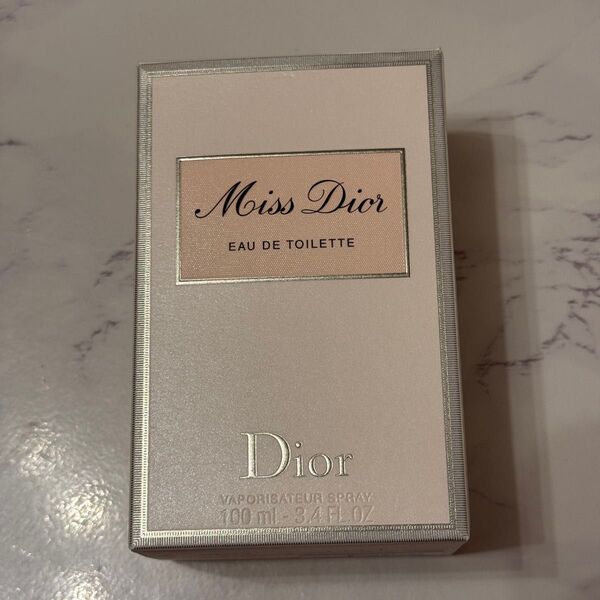 Miss Dior
EAU DE TOILETTE
Dior
VAPORISATEUR SPRAY
100 ml - 3.4 FL.OZ